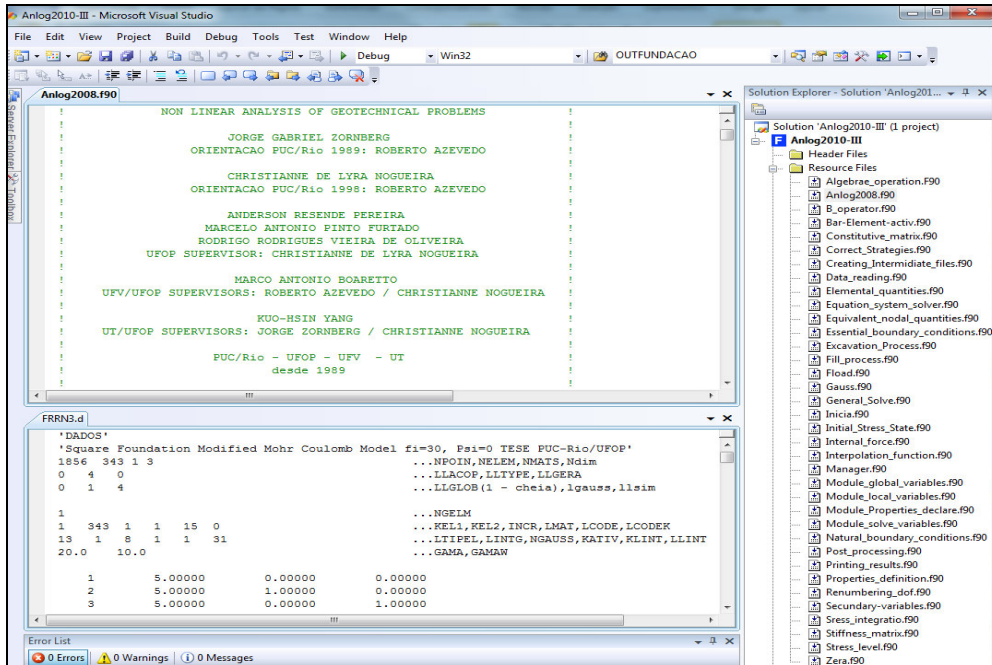 Anlog2010-III - Microsoft Visual Studio
File Edit View Project Build Debug Tools Test Window Help
Debug Win32 OUTFUNDACAO
Server Explorer
Toolbox
Anlog2008.f90
! NON LINEAR ANALYSIS OF GEOTECHNICAL PROBLEMS !
! !
! JORGE GABRIEL ZORNBERG !
! ORIENTACAO PUC/Rio 1989: ROBERTO AZEVEDO !
! !
! CHRISTIANNE DE LYRA NOGUEIRA !
! ORIENTACAO PUC/Rio 1998: ROBERTO AZEVEDO !
! !
! ANDERSON RESENDE PEREIRA !
! MARCELO ANTONIO PINTO FURTADO !
! RODRIGO RODRIGUES VIEIRA DE OLIVEIRA !
! UFOP SUPERVISOR: CHRISTIANNE DE LYRA NOGUEIRA !
! !
! MARCO ANTONIO BOARETTO !
! UFV/UFOP SUPERVISORS: ROBERTO AZEVEDO / CHRISTIANNE NOGUEIRA !
! !
! KUO-HSIN YANG !
! UT/UFOP SUPERVISORS: JORGE ZORNBERG / CHRISTIANNE NOGUEIRA !
! !
! PUC/Rio - UFOP - UFV - UT !
! desde 1989 !
! !
FRRN3.d
'DADOS'
'Square Foundation Modified Mohr Coulomb Model fi=30, Psi=0 TESE PUC-Rio/UFOP'
1856 343 1 3 ...NPOIN,NELEM,NMATS,Ndim
0 4 0 ...LLACOP,LLTYPE,LLGERA
0 1 4 ...LLGLOB(1 - cheia),lgauss,llsim
1 ...NGELM
1 343 1 1 15 0 ...KEL1,KEL2,INCR,LMAT,LCODE,LCODEK
13 1 8 1 1 31 ...LTIPEL,LINTG,NGAUSS,KATIV,KLINT,LLINT
20.0 10.0 ...GAMA,GAMAW
1 5.00000 0.00000 0.00000
2 5.00000 1.00000 0.00000
3 5.00000 0.00000 1.00000
Error List
0 Errors 0 Warnings 0 Messages
Solution Explorer - Solution 'Anlog201...
Solution 'Anlog2010-III' (1 project)
Anlog2010-III
Header Files
Resource Files
Algebrae_operation.F90
Anlog2008.f90
B_operator.f90
Bar-Element-activ.f90
Constitutive_matrix.f90
Correct_Strategies.f90
Creating_Intermidiate_files.f90
Data_reading.f90
Elemental_quantities.f90
Equation_system_solver.f90
Equivalent_nodal_quantities.f90
Essential_boundary_conditions.f90
Excavation_Process.f90
Fill_process.f90
Fload.f90
Gauss.f90
General_Solve.f90
Inicia.f90
Initial_Stress_State.f90
Internal_force.f90
Interpolation_function.f90
Manager.f90
Module_global_variables.f90
Module_local_variables.f90
Module_Properties_declare.f90
Module_solve_variables.f90
Natural_boundary_conditions.f90
Post_processing.f90
Printing_results.f90
Properties_definition.f90
Renumbering_dof.f90
Secundary-variables.f90
Sress_integratio.f90
Stiffness_matrix.f90
Stress_level.f90
Zera.f90